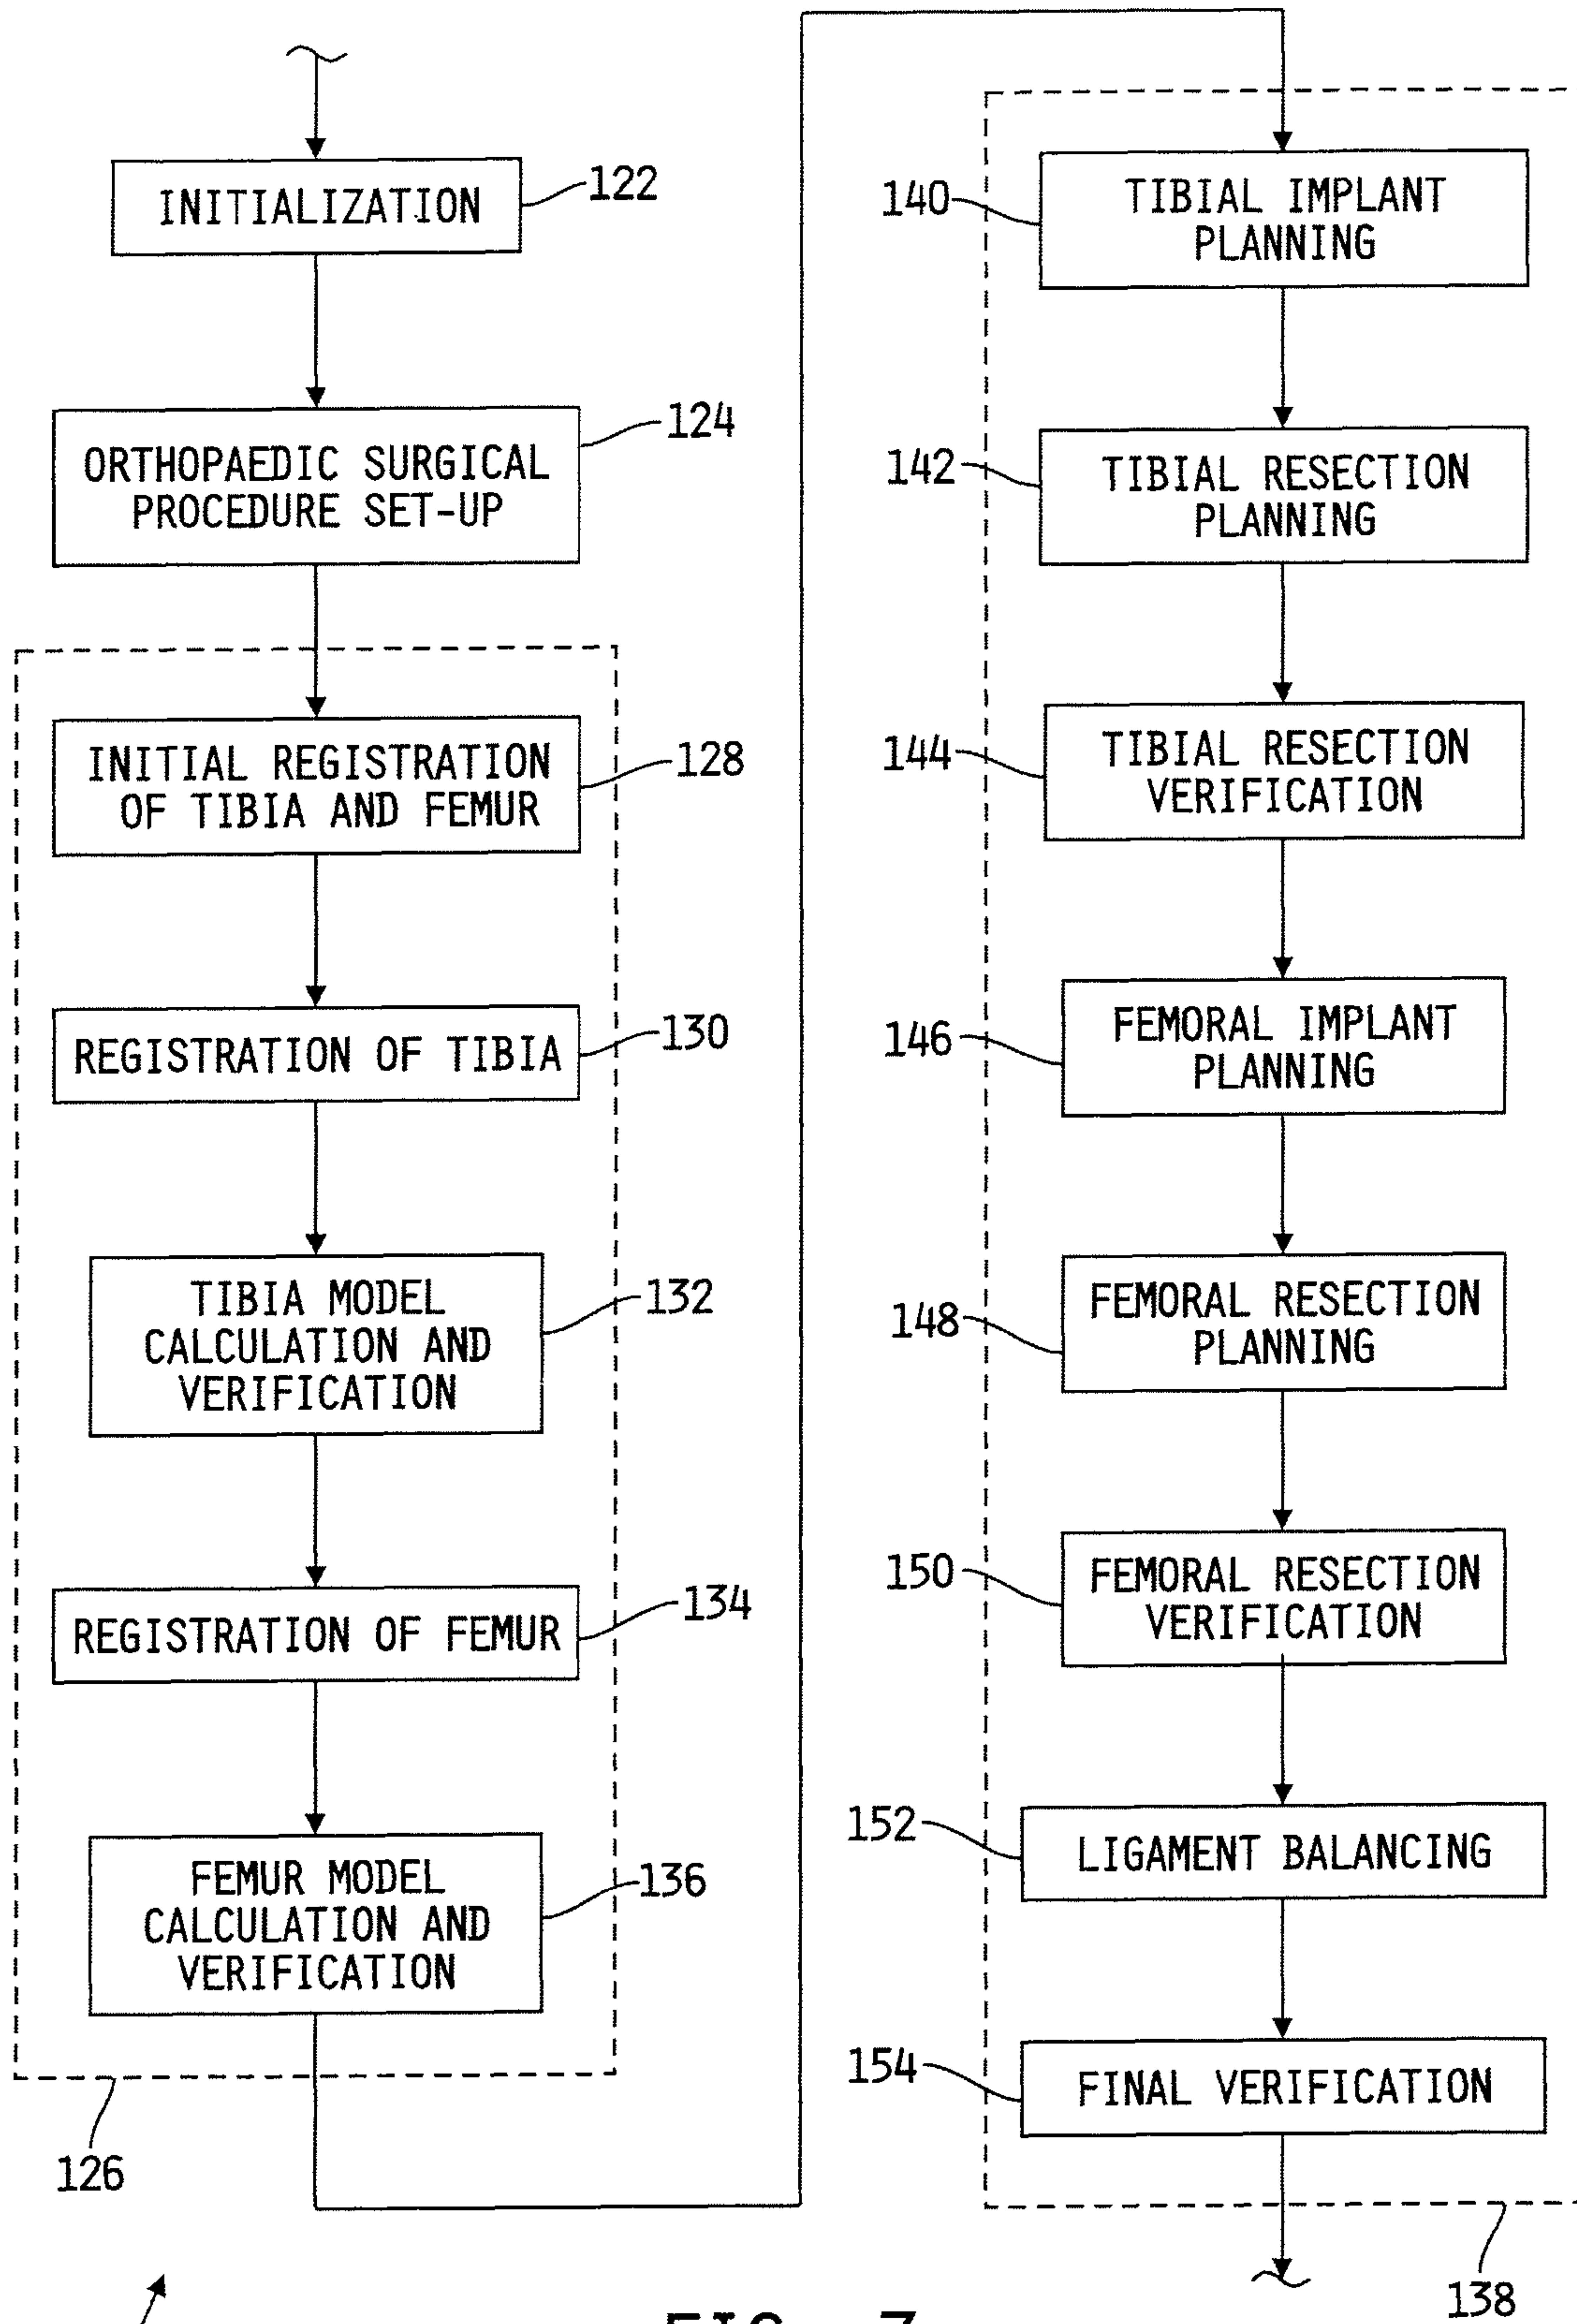 INITIALIZATION
122
ORTHOPAEDIC SURGICAL
PROCEDURE SET-UP
124
INITIAL REGISTRATION
OF TIBIA AND FEMUR
128
REGISTRATION OF TIBIA
130
TIBIA MODEL
CALCULATION AND
VERIFICATION
132
REGISTRATION OF FEMUR
134
FEMUR MODEL
CALCULATION AND
VERIFICATION
136
126
140
TIBIAL IMPLANT
PLANNING
142
TIBIAL RESECTION
PLANNING
144
TIBIAL RESECTION
VERIFICATION
146
FEMORAL IMPLANT
PLANNING
148
FEMORAL RESECTION
PLANNING
150
FEMORAL RESECTION
VERIFICATION
152
LIGAMENT BALANCING
154
FINAL VERIFICATION
138